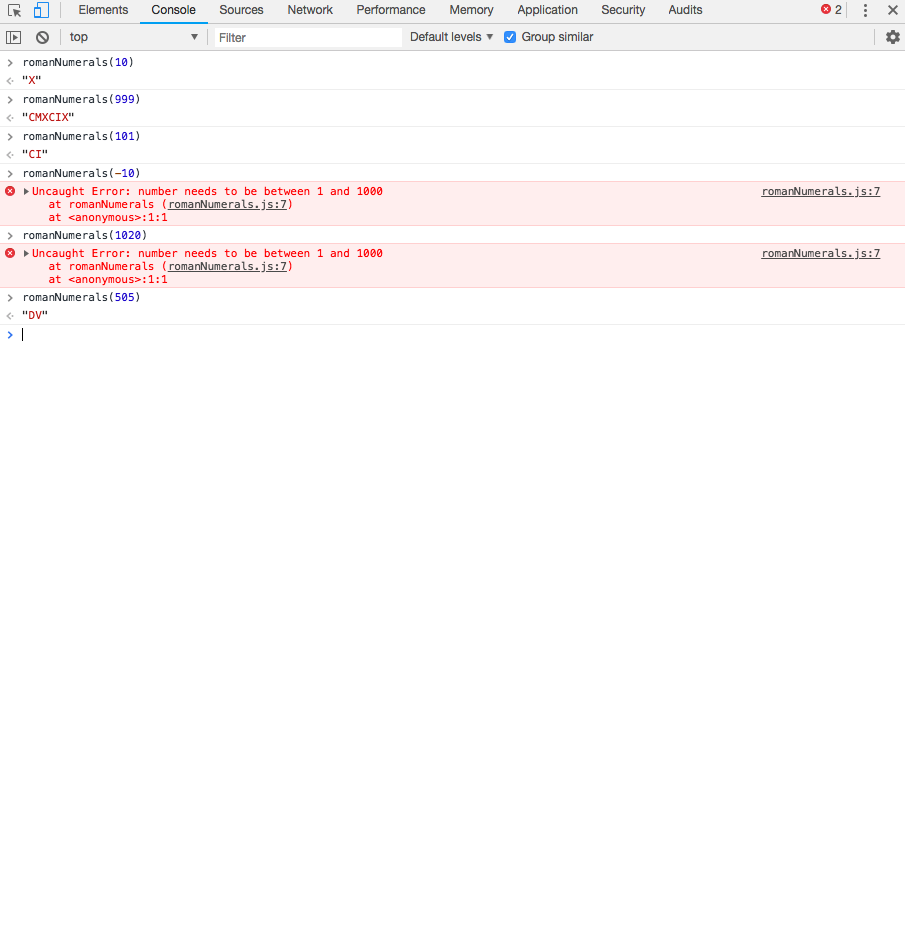 Elements Console Sources Network Performance Memory Application Security Audits 2
top Filter Default levels Group similar
romanNumerals(10)
"X"
romanNumerals(999)
"CMXCIX"
romanNumerals(101)
"CI"
romanNumerals(-10)
Uncaught Error: number needs to be between 1 and 1000 romanNumerals.js:7
at romanNumerals (romanNumerals.js:7)
at <anonymous>:1:1
romanNumerals(1020)
Uncaught Error: number needs to be between 1 and 1000 romanNumerals.js:7
at romanNumerals (romanNumerals.js:7)
at <anonymous>:1:1
romanNumerals(505)
"DV"